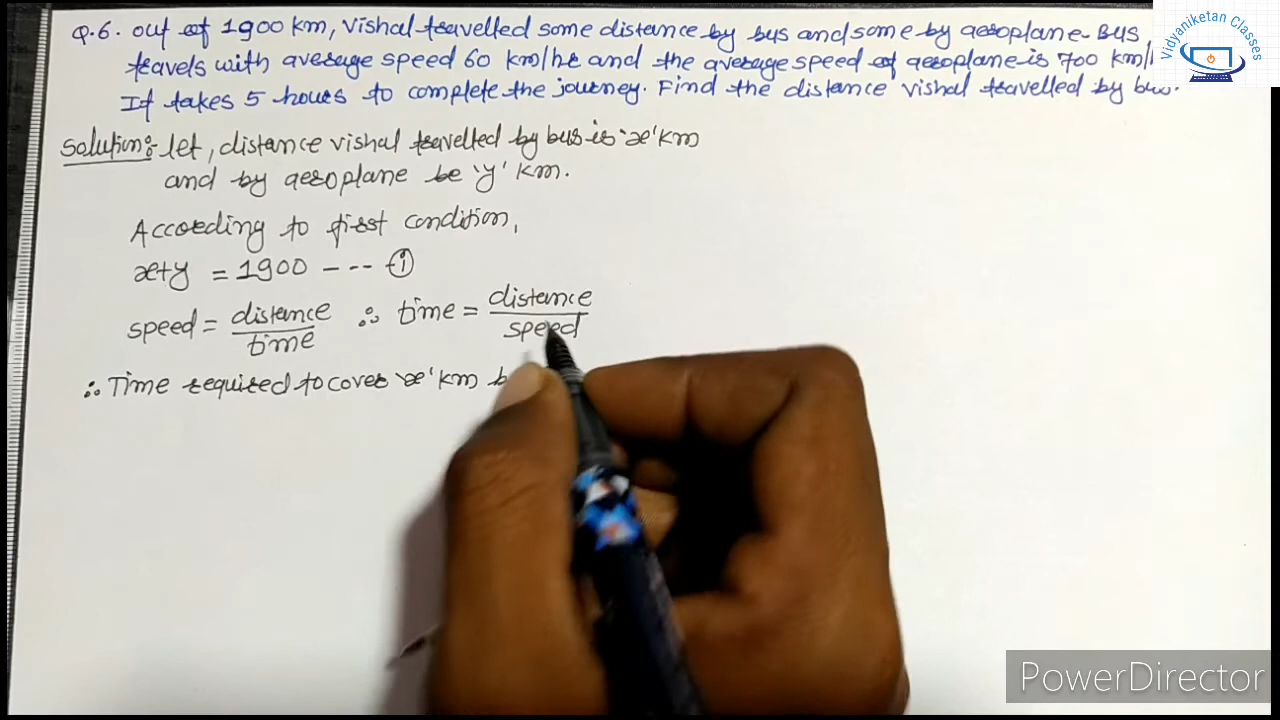 Q.6. Out of 1900 km, Vishal travelled some distance by bus and some by aeroplane. Bus
travels with average speed 60 km/hr and the average speed of aeroplane is 700 km/
It takes 5 hours to complete the journey. Find the distance vishal travelled by bus.
Solution: let, distance vishal travelled by bus is 'x' km
and by aeroplane be 'y' km.
According to first condition,
x+y = 1900 --- ①
speed = distance/time ∴ time = distance/speed
∴ Time required to cover 'x' km b
Vidyaniketan Classes
PowerDirector